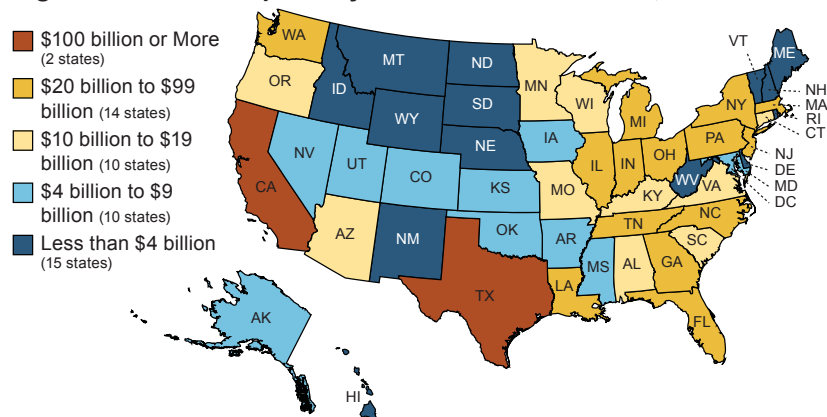 $100 billion or More
(2 states)
$20 billion to $99
billion (14 states)
$10 billion to $19
billion (10 states)
$4 billion to $9
billion (10 states)
Less than $4 billion
(15 states)
WA
OR
CA
NV
ID
MT
WY
UT
AZ
CO
NM
ND
SD
NE
KS
OK
TX
MN
IA
MO
AR
LA
WI
IL
MS
MI
IN
KY
TN
AL
OH
WV
VA
NC
SC
GA
FL
PA
NY
VT
ME
NH
MA
RI
CT
NJ
DE
MD
DC
AK
HI